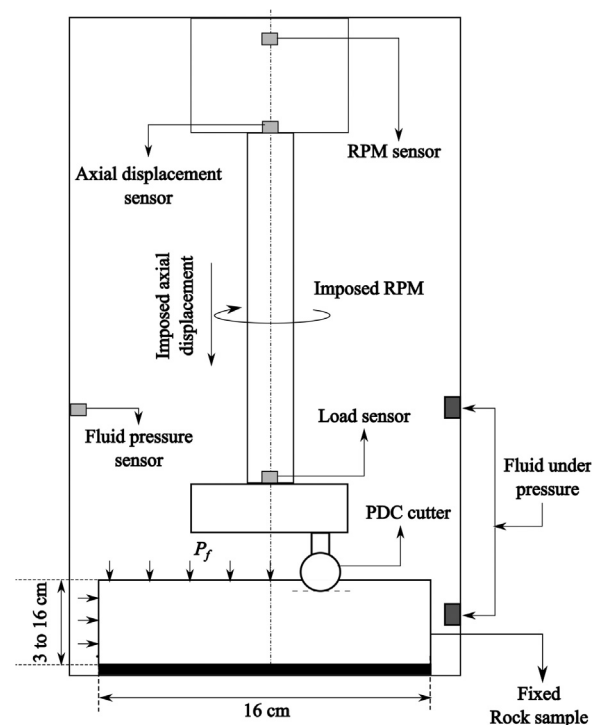 RPM sensor
Axial displacement
sensor
Imposed axial
displacement
Imposed RPM
Fluid pressure
sensor
Load sensor
Fluid under
pressure
PDC cutter
Pf
3 to 16 cm
16 cm
Fixed
Rock sample